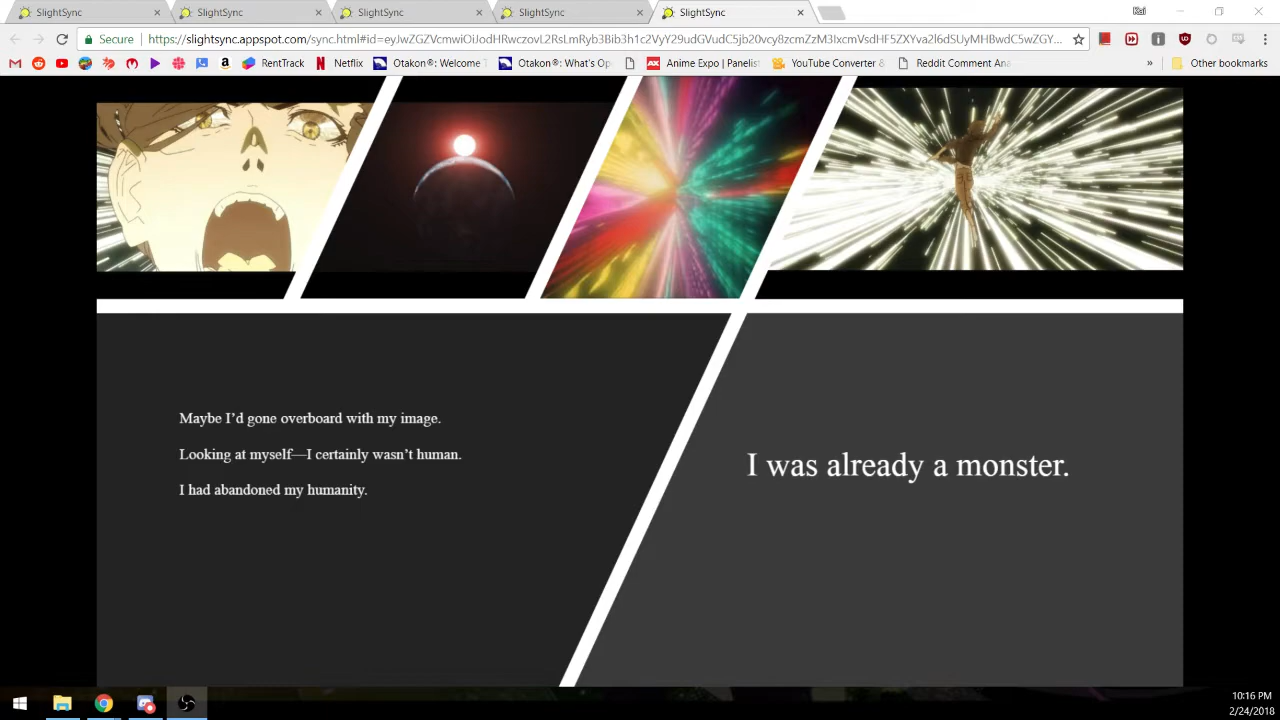 SlightSync
SlightSync
SlightSync
SlightSync
SlightSync
Secure
https://slightsync.appspot.com/sync.html#id=eyJwZGZVcmwiOiJodHRwczovL2RsLmRyb3Bib3h1c2VyY29udGVudC5jb20vcy8zmZzM3lxcmVsdHF5ZXYva2l6dSUyMHBwdC5wZGY...
RentTrack
Netflix
Otakon®: Welcome T
Otakon®: What's Op
Anime Expo | Panelist
YouTube Converter &
Reddit Comment Ana
»
Other bookmarks
Maybe I’d gone overboard with my image.
Looking at myself—I certainly wasn’t human.
I had abandoned my humanity.
I was already a monster.
10:16 PM
2/24/2018